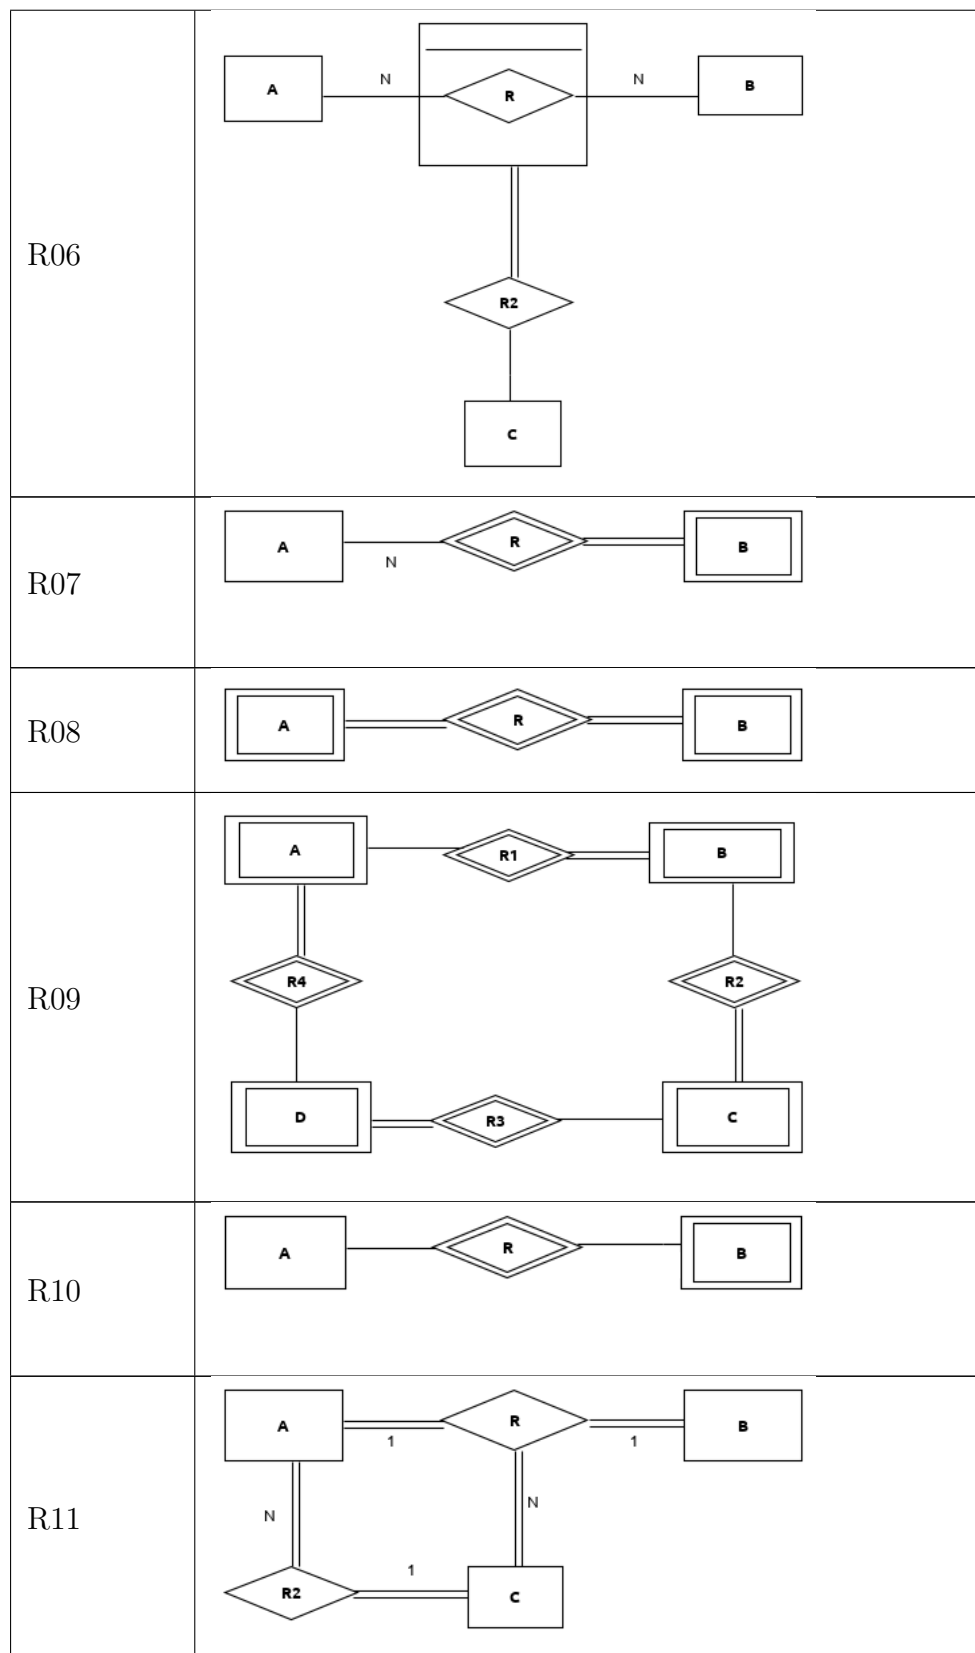 N N
A R B
R06
R2
C
A R B
N
R07
A R B
R08
A R1 B
R4 R2
R09
D R3 C
A R B
R10
A R B
1 1
N N
R11
1
R2 C